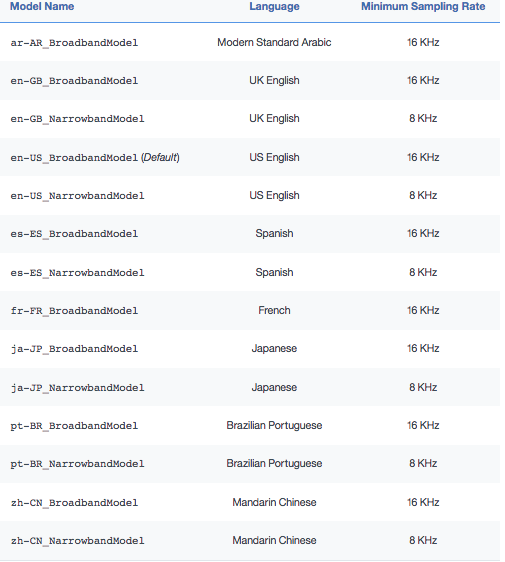 Model Name Language Minimum Sampling Rate
ar-AR_BroadbandModel Modern Standard Arabic 16 KHz
en-GB_BroadbandModel UK English 16 KHz
en-GB_NarrowbandModel UK English 8 KHz
en-US_BroadbandModel (Default) US English 16 KHz
en-US_NarrowbandModel US English 8 KHz
es-ES_BroadbandModel Spanish 16 KHz
es-ES_NarrowbandModel Spanish 8 KHz
fr-FR_BroadbandModel French 16 KHz
ja-JP_BroadbandModel Japanese 16 KHz
ja-JP_NarrowbandModel Japanese 8 KHz
pt-BR_BroadbandModel Brazilian Portuguese 16 KHz
pt-BR_NarrowbandModel Brazilian Portuguese 8 KHz
zh-CN_BroadbandModel Mandarin Chinese 16 KHz
zh-CN_NarrowbandModel Mandarin Chinese 8 KHz